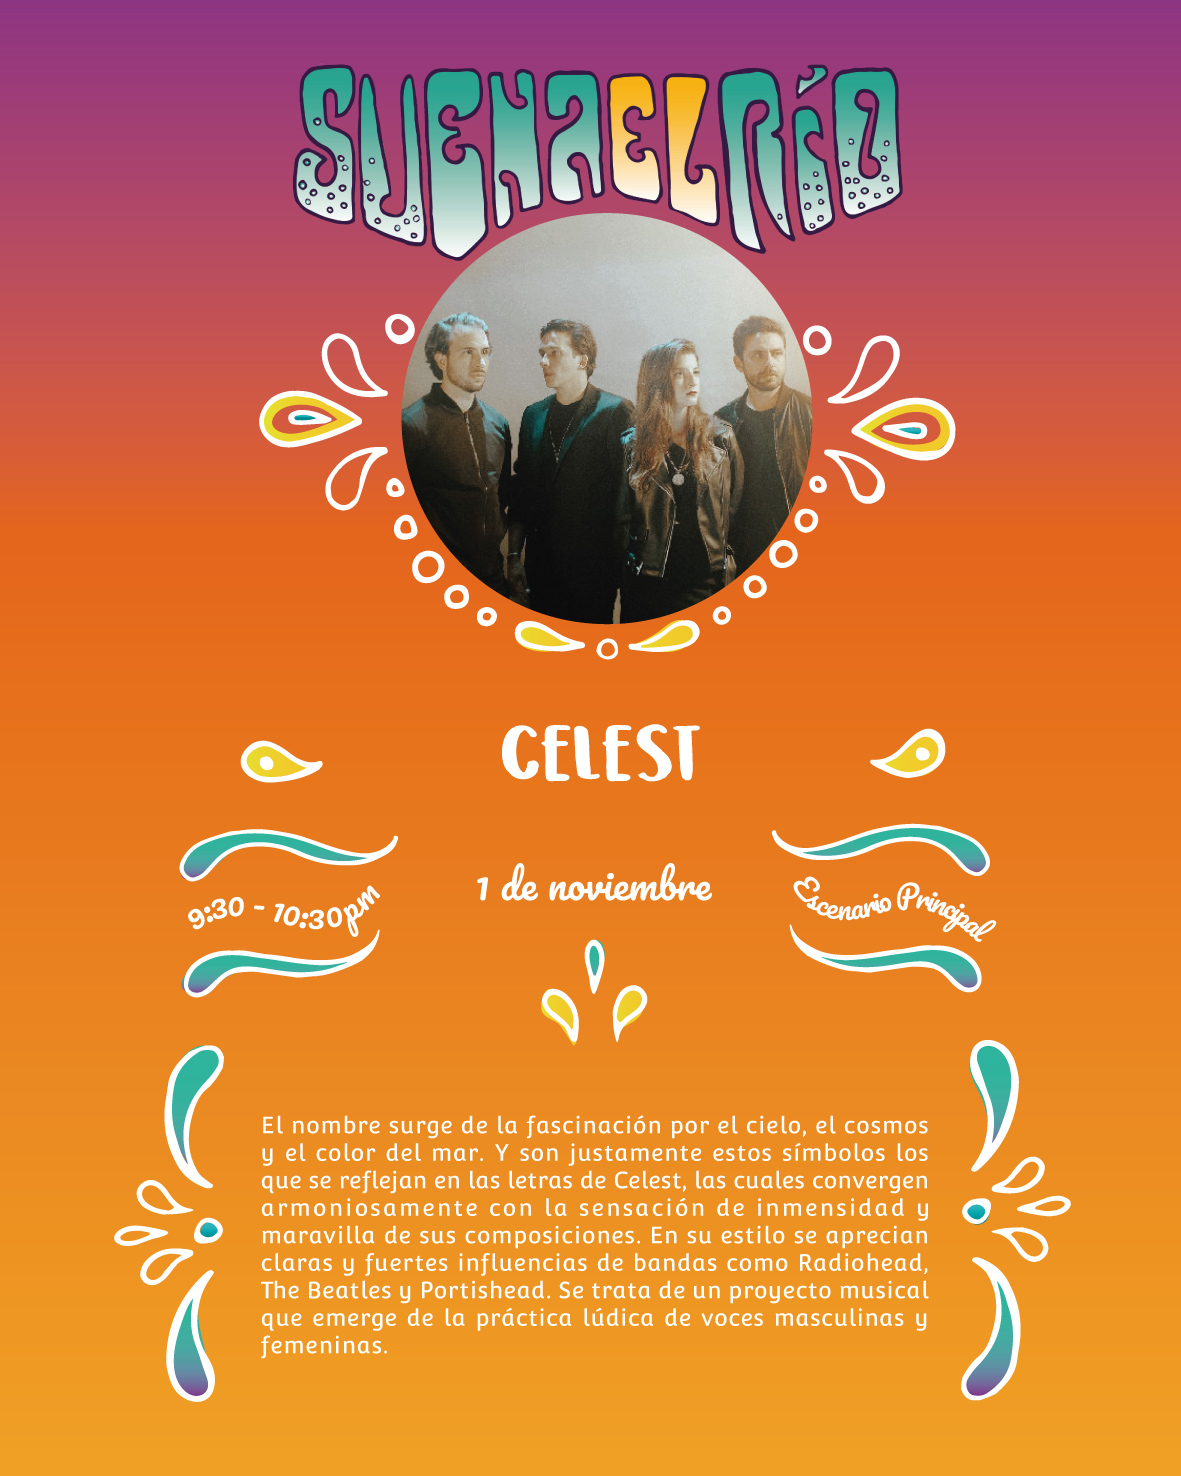 SUENAELRÍO
CELEST
1 de noviembre
9:30 - 10:30pm
Escenario Principal
El nombre surge de la fascinación por el cielo, el cosmos
y el color del mar. Y son justamente estos símbolos los
que se reflejan en las letras de Celest, las cuales convergen
armoniosamente con la sensación de inmensidad y
maravilla de sus composiciones. En su estilo se aprecian
claras y fuertes influencias de bandas como Radiohead,
The Beatles y Portishead. Se trata de un proyecto musical
que emerge de la práctica lúdica de voces masculinas y
femeninas.